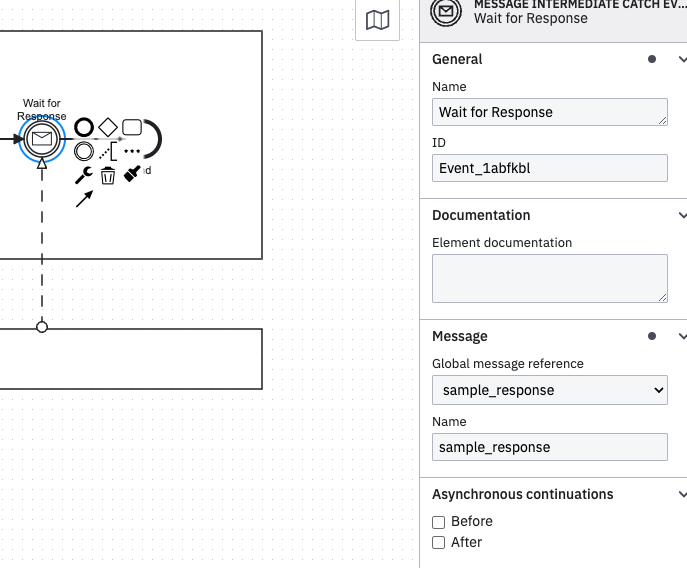 MESSAGE INTERMEDIATE CATCH EV...
Wait for Response
General
Name
Wait for Response
ID
Event_1abfkbl
Documentation
Element documentation
Message
Global message reference
sample_response
Name
sample_response
Asynchronous continuations
Before
After
Wait for
Response